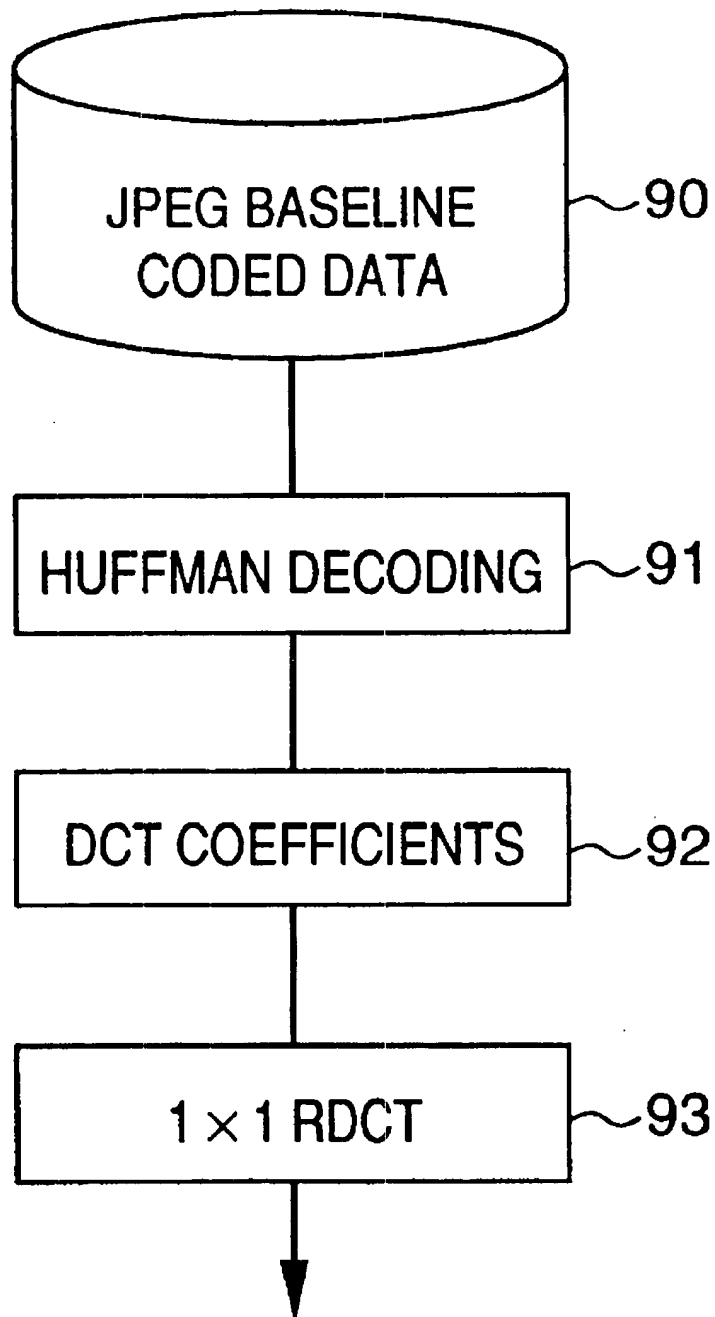 JPEG BASELINE
CODED DATA
90
HUFFMAN DECODING
91
DCT COEFFICIENTS
92
1 × 1 RDCT
93